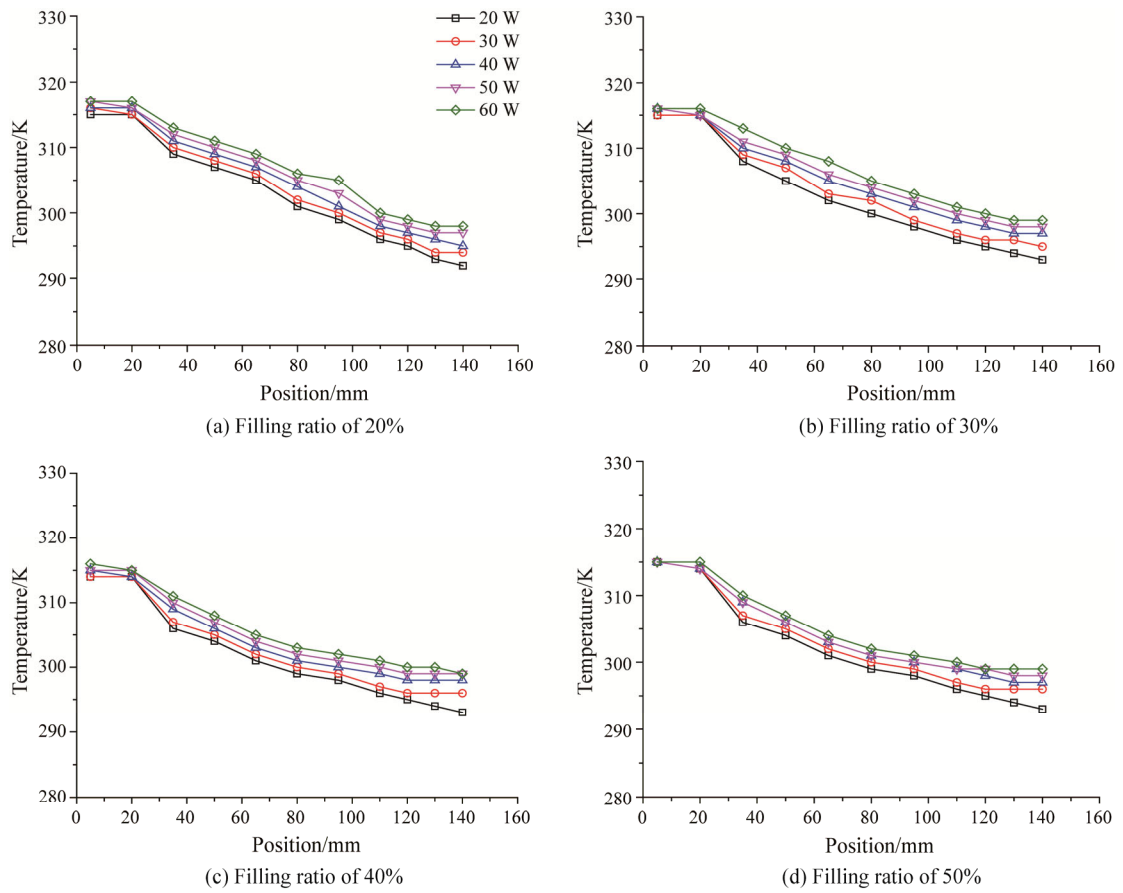 330
320
310
300
290
280
Temperature/K
0 20 40 60 80 100 120 140 160
Position/mm
20 W
30 W
40 W
50 W
60 W
(a) Filling ratio of 20%
330
320
310
300
290
280
Temperature/K
0 20 40 60 80 100 120 140 160
Position/mm
(b) Filling ratio of 30%
330
320
310
300
290
280
Temperature/K
0 20 40 60 80 100 120 140 160
Position/mm
(c) Filling ratio of 40%
330
320
310
300
290
280
Temperature/K
0 20 40 60 80 100 120 140 160
Position/mm
(d) Filling ratio of 50%